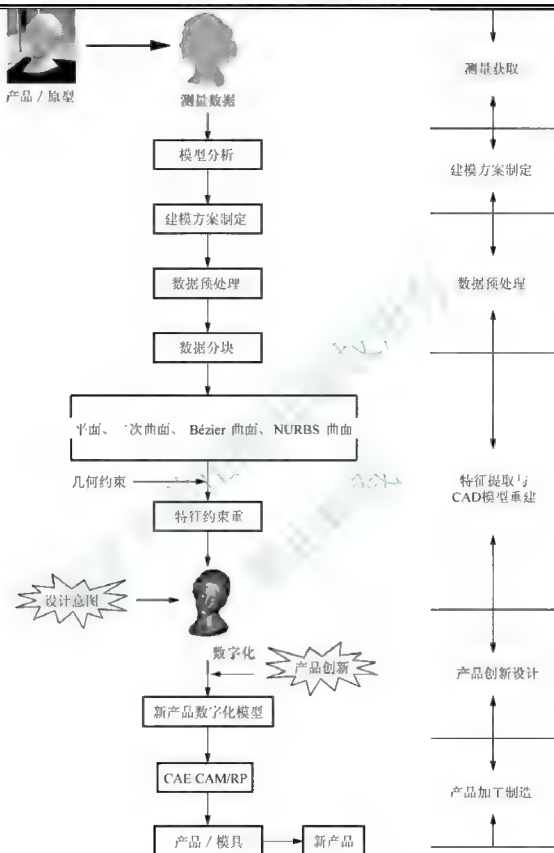 产品 / 原型
测量数据
模型分析
建模方案制定
数据预处理
数据分块
平面、二次曲面、Bézier 曲面、NURBS 曲面
几何约束
特征约束重
设计意图
数字化
产品创新
新产品数字化模型
CAE CAM/RP
产品 / 模具
新产品
测量获取
建模方案制定
数据预处理
特征提取与
CAD模型重建
产品创新设计
产品加工制造